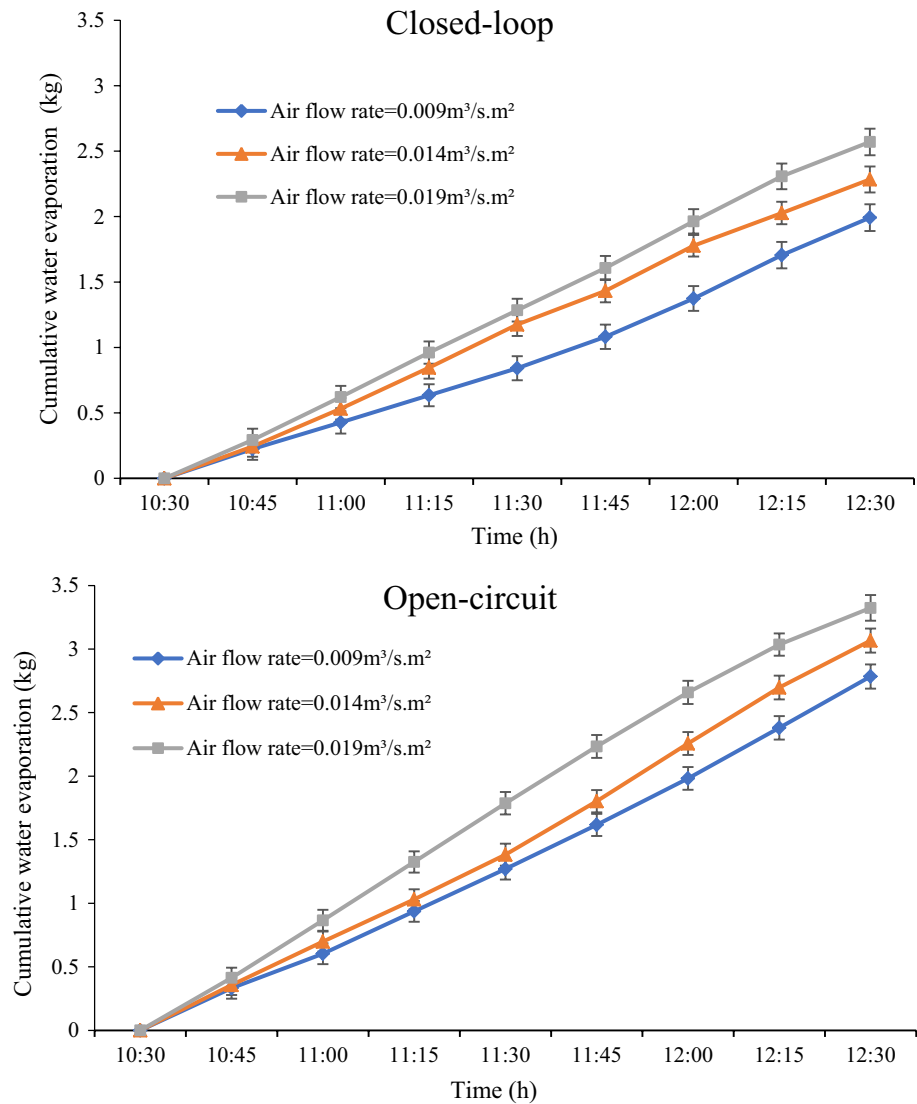 Closed-loop
3.5
3
2.5
2
1.5
1
0.5
0
Cumulative water evaporation (kg)
Air flow rate=0.009m³/s.m²
Air flow rate=0.014m³/s.m²
Air flow rate=0.019m³/s.m²
10:30 10:45 11:00 11:15 11:30 11:45 12:00 12:15 12:30
Time (h)
Open-circuit
3.5
3
2.5
2
1.5
1
0.5
0
Cumulative water evaporation (kg)
Air flow rate=0.009m³/s.m²
Air flow rate=0.014m³/s.m²
Air flow rate=0.019m³/s.m²
10:30 10:45 11:00 11:15 11:30 11:45 12:00 12:15 12:30
Time (h)